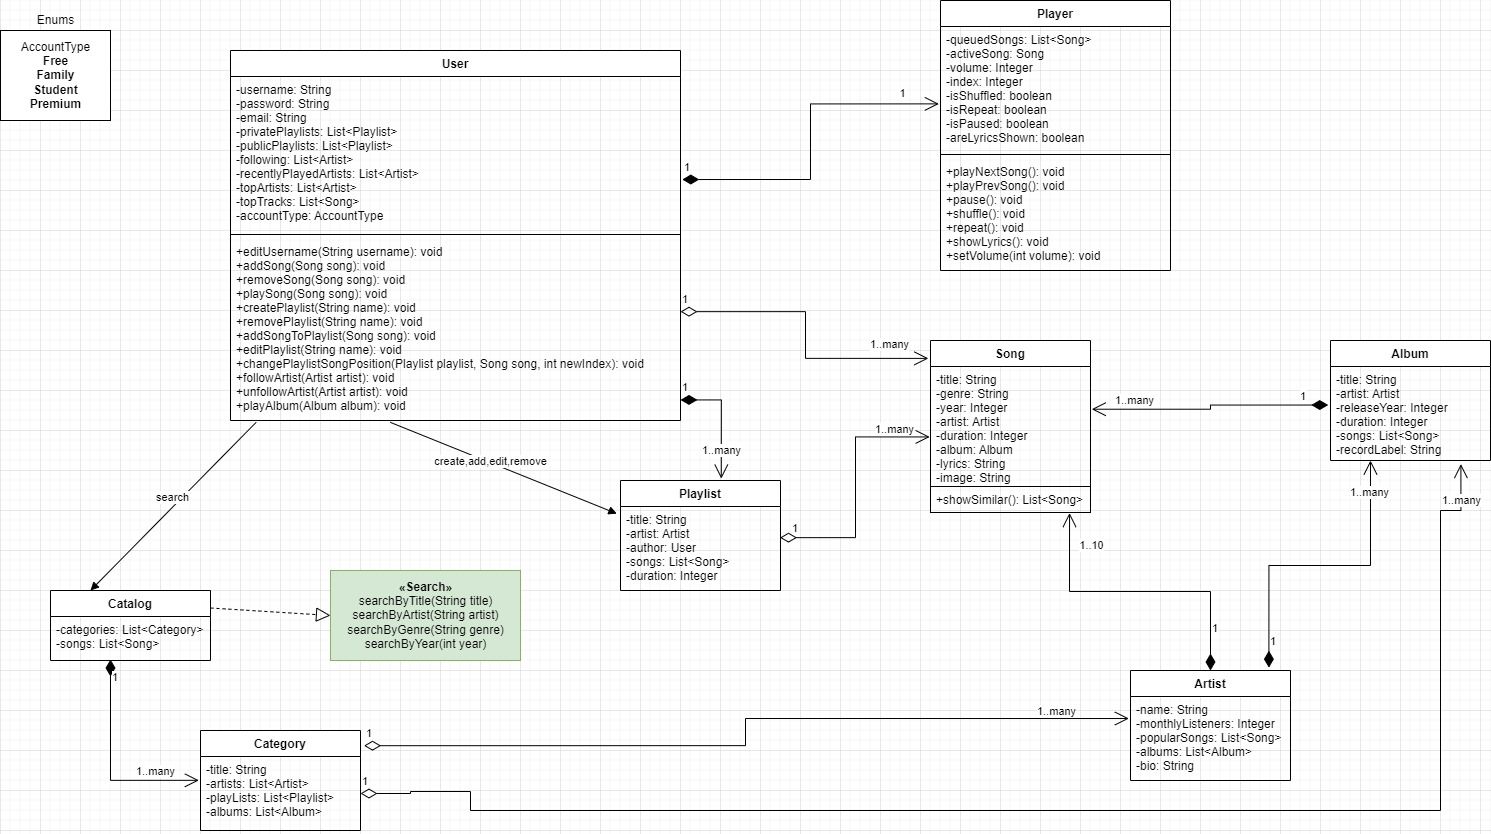 Enums
AccountType
Free
Family
Student
Premium
User
-username: String
-password: String
-email: String
-privatePlaylists: List<Playlist>
-publicPlaylists: List<Playlist>
-following: List<Artist>
-recentlyPlayedArtists: List<Artist>
-topArtists: List<Artist>
-topTracks: List<Song>
-accountType: AccountType
+editUsername(String username): void
+addSong(Song song): void
+removeSong(Song song): void
+playSong(Song song): void
+createPlaylist(String name): void
+removePlaylist(String name): void
+addSongToPlaylist(Song song): void
+editPlaylist(String name): void
+changePlaylistSongPosition(Playlist playlist, Song song, int newIndex): void
+followArtist(Artist artist): void
+unfollowArtist(Artist artist): void
+playAlbum(Album album): void
1
1
Player
-queuedSongs: List<Song>
-activeSong: Song
-volume: Integer
-index: Integer
-isShuffled: boolean
-isRepeat: boolean
-isPaused: boolean
-areLyricsShown: boolean
+playNextSong(): void
+playPrevSong(): void
+pause(): void
+shuffle(): void
+repeat(): void
+showLyrics(): void
+setVolume(int volume): void
1
1..many
Song
-title: String
-genre: String
-year: Integer
-artist: Artist
-duration: Integer
-album: Album
-lyrics: String
-image: String
+showSimilar(): List<Song>
1..many
1
Album
-title: String
-artist: Artist
-releaseYear: Integer
-duration: Integer
-songs: List<Song>
-recordLabel: String
1
1..many
create,add,edit,remove
search
Playlist
-title: String
-artist: Artist
-author: User
-songs: List<Song>
-duration: Integer
1
1..many
1..10
1..many
1..many
Catalog
-categories: List<Category>
-songs: List<Song>
«Search»
searchByTitle(String title)
searchByArtist(String artist)
searchByGenre(String genre)
searchByYear(int year)
1
1..many
Category
-title: String
-artists: List<Artist>
-playLists: List<Playlist>
-albums: List<Album>
1
1
1..many
1
1
Artist
-name: String
-monthlyListeners: Integer
-popularSongs: List<Song>
-albums: List<Album>
-bio: String